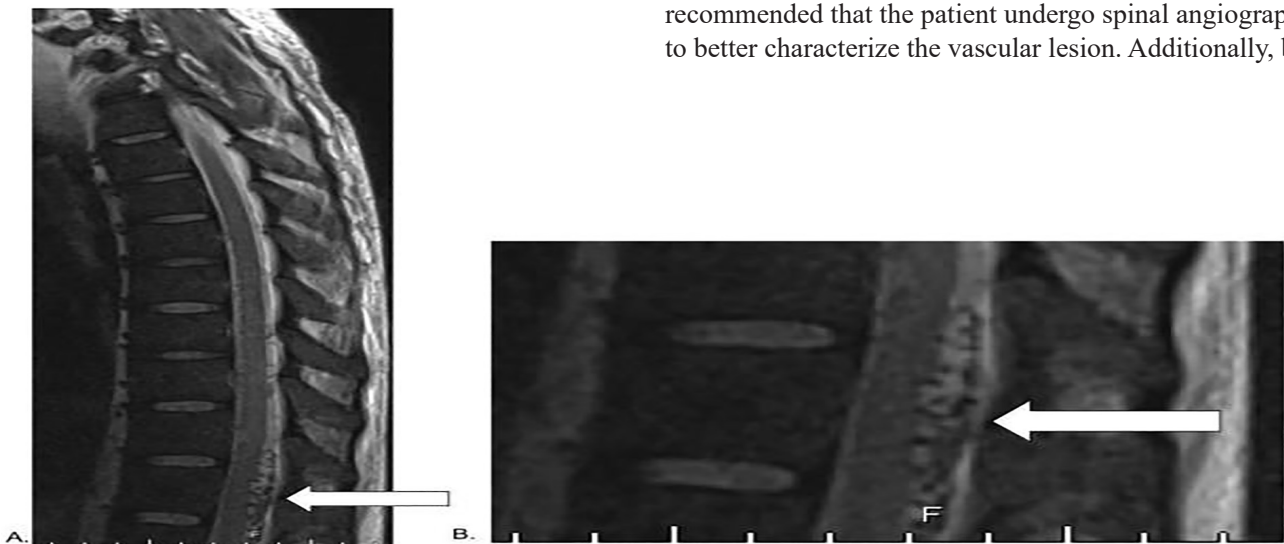 recommended that the patient undergo spinal angiograp
to better characterize the vascular lesion. Additionally, b
A.
B.
F